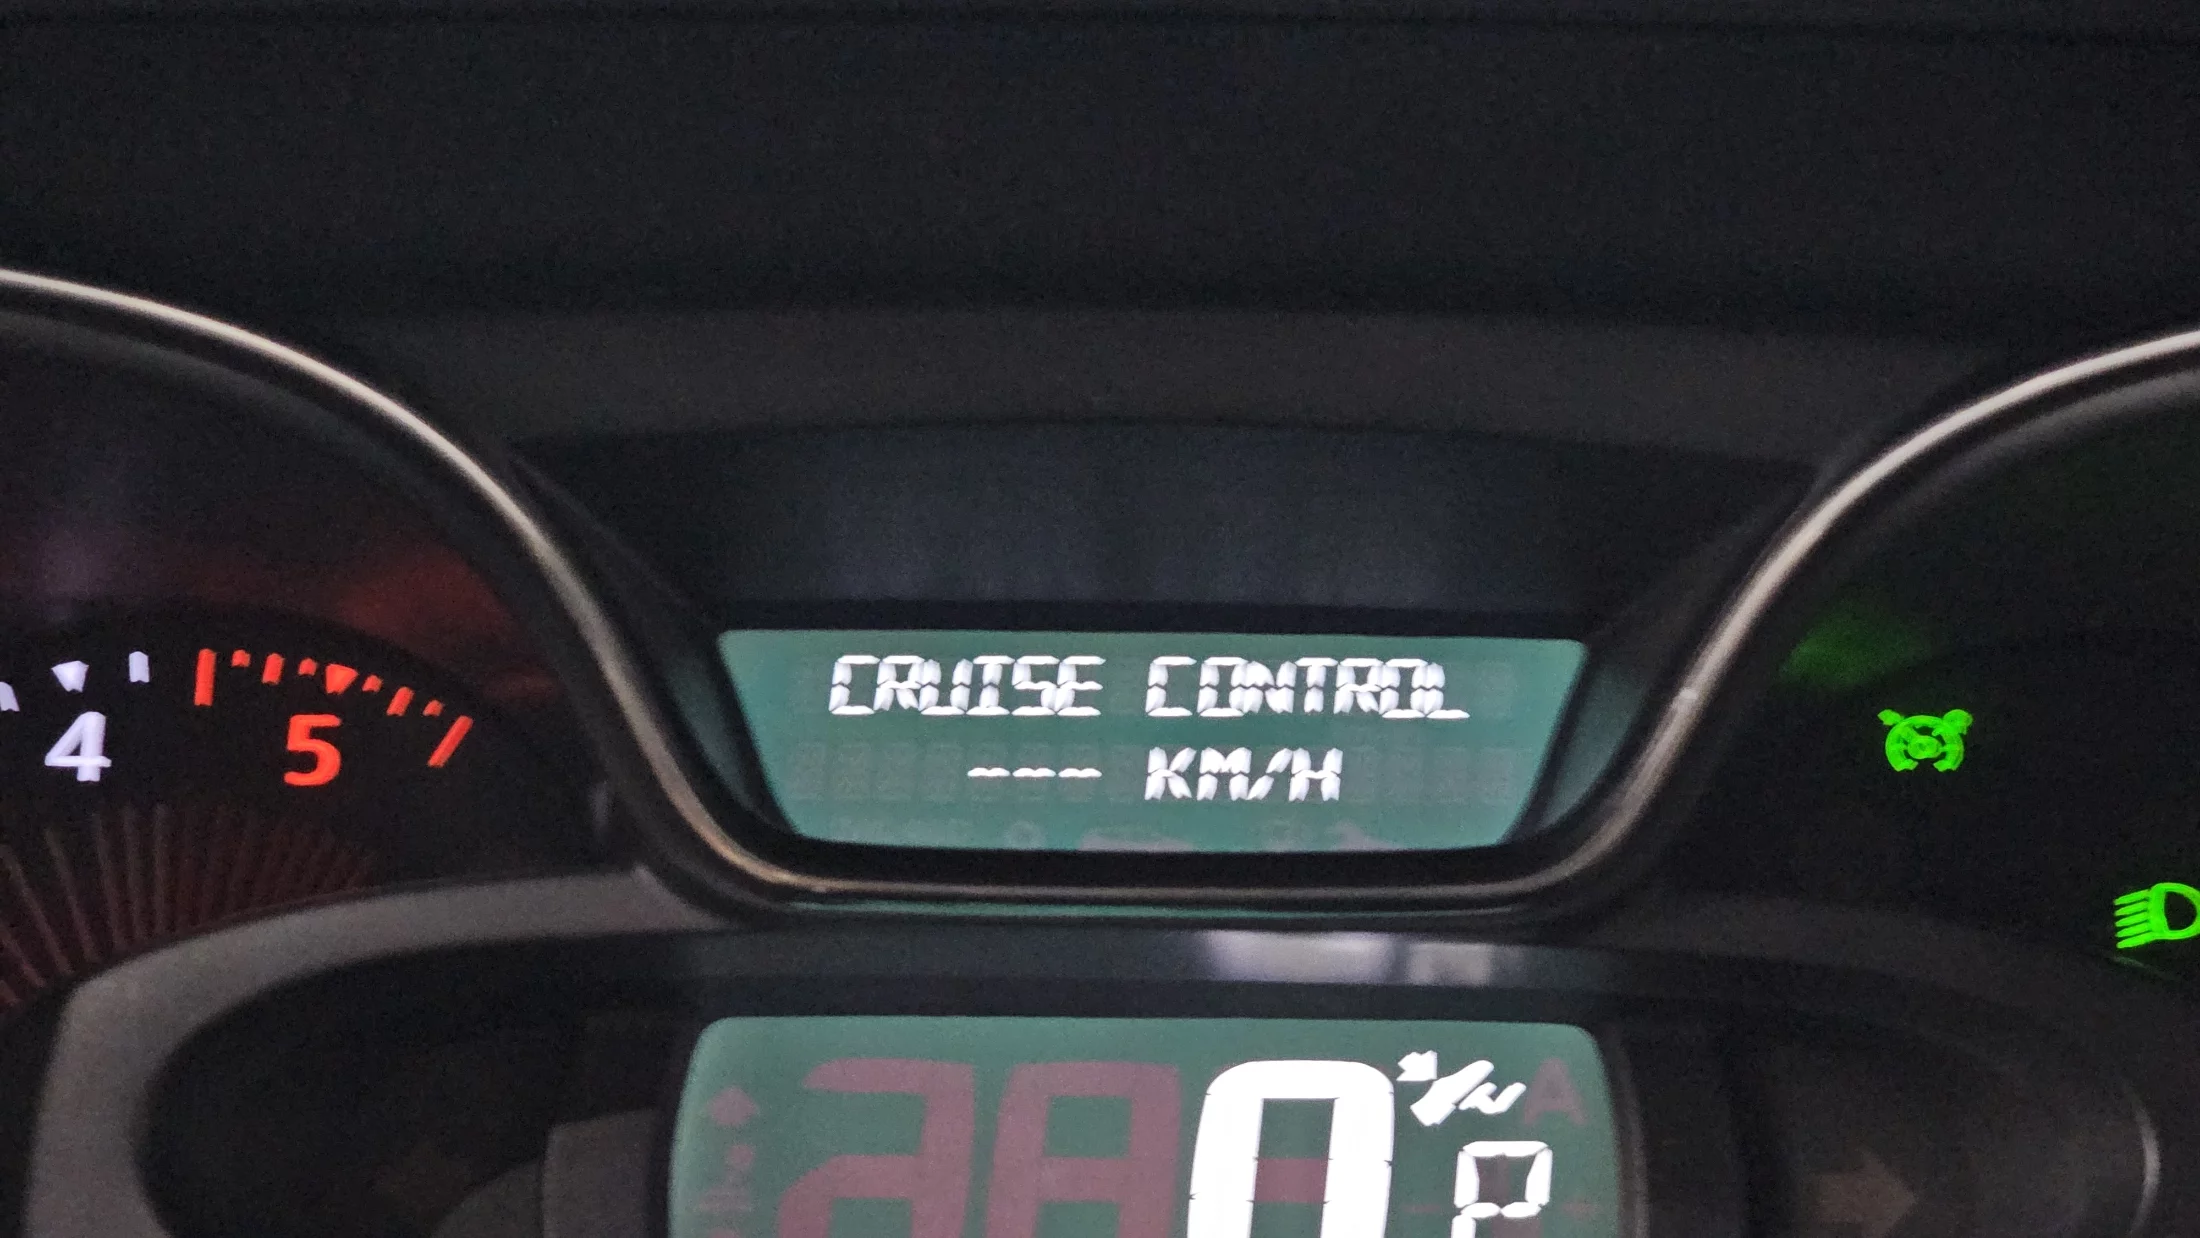 CRUISE CONTROL
--- KM/H
4 5
0
P